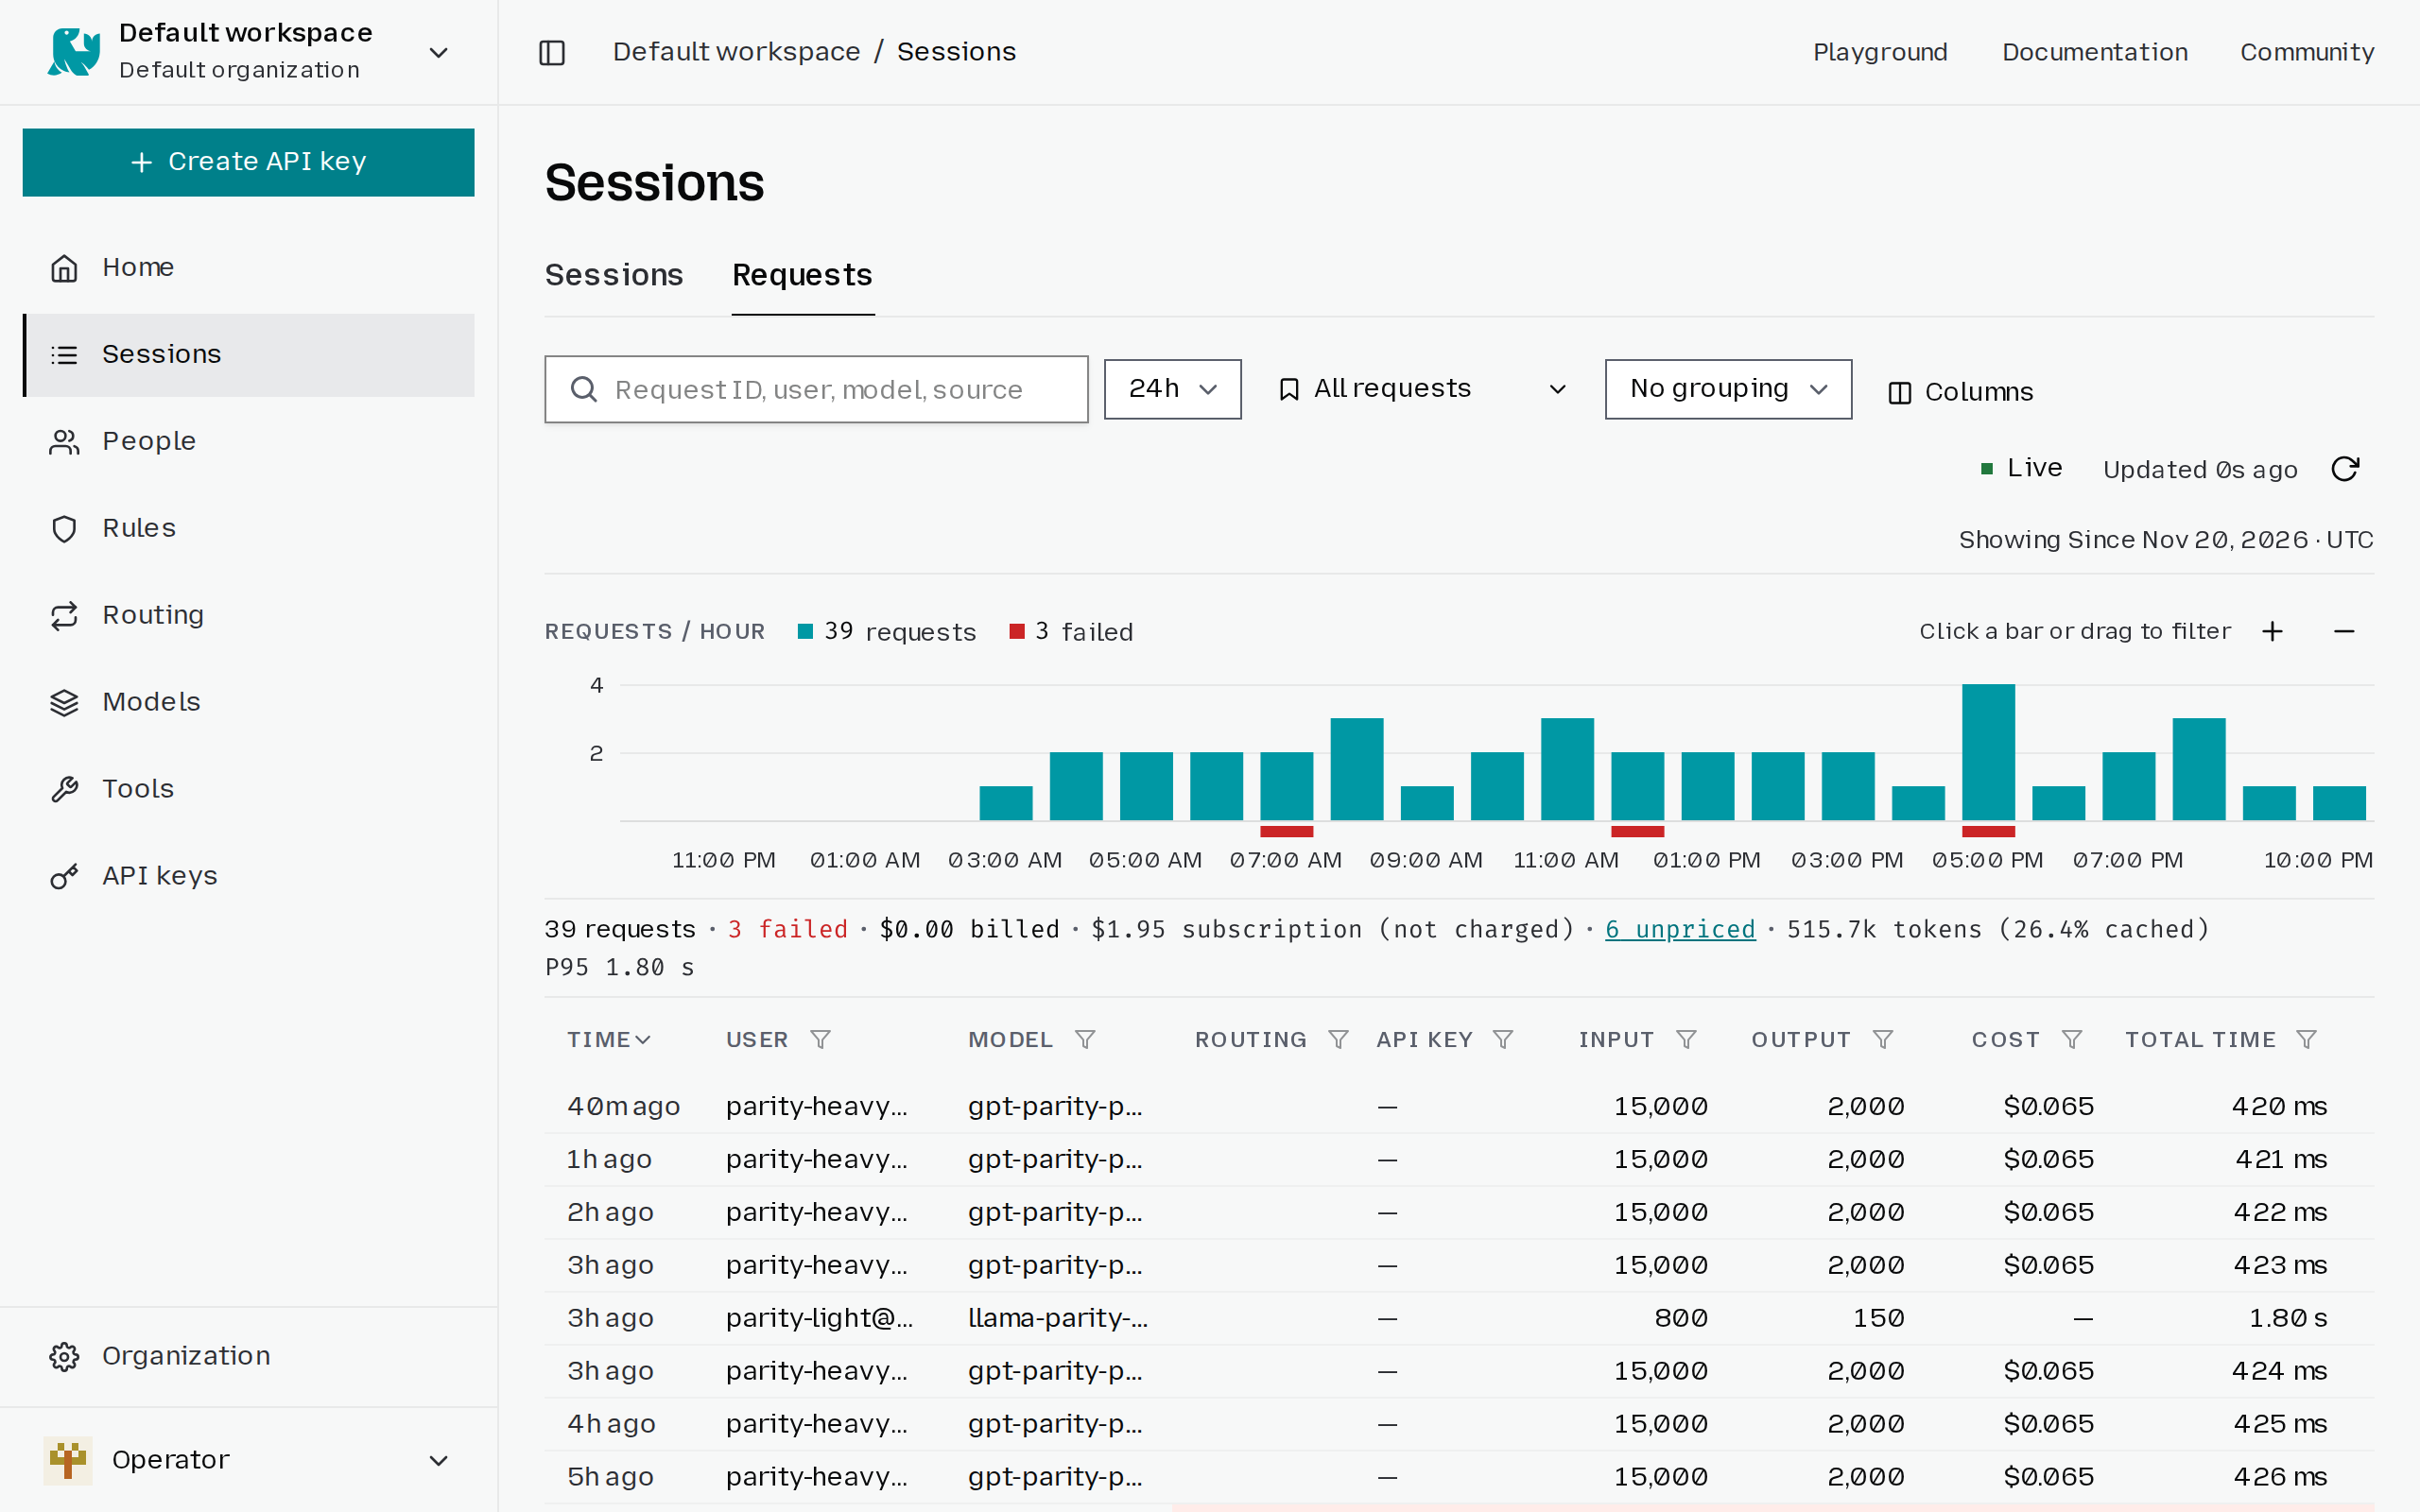 Default workspace
Default organization
Default workspace / Sessions
Playground
Documentation
Community
Create API key
Home
Sessions
People
Rules
Routing
Models
Tools
API keys
Organization
Operator
Sessions
Sessions
Requests
Request ID, user, model, source
24h
All requests
No grouping
Columns
Live
Updated 0s ago
Showing Since Nov 20, 2026 · UTC
REQUESTS / HOUR
39 requests
3 failed
Click a bar or drag to filter
4
2
11:00 PM 01:00 AM 03:00 AM 05:00 AM 07:00 AM 09:00 AM 11:00 AM 01:00 PM 03:00 PM 05:00 PM 07:00 PM 10:00 PM
39 requests · 3 failed · $0.00 billed · $1.95 subscription (not charged) · 6 unpriced · 515.7k tokens (26.4% cached)
P95 1.80 s
TIME USER MODEL ROUTING API KEY INPUT OUTPUT COST TOTAL TIME
40m ago parity-heavy... gpt-parity-p... — 15,000 2,000 $0.065 420 ms
1h ago parity-heavy... gpt-parity-p... — 15,000 2,000 $0.065 421 ms
2h ago parity-heavy... gpt-parity-p... — 15,000 2,000 $0.065 422 ms
3h ago parity-heavy... gpt-parity-p... — 15,000 2,000 $0.065 423 ms
3h ago parity-light@... llama-parity-... — 800 150 — 1.80 s
3h ago parity-heavy... gpt-parity-p... — 15,000 2,000 $0.065 424 ms
4h ago parity-heavy... gpt-parity-p... — 15,000 2,000 $0.065 425 ms
5h ago parity-heavy... gpt-parity-p... — 15,000 2,000 $0.065 426 ms